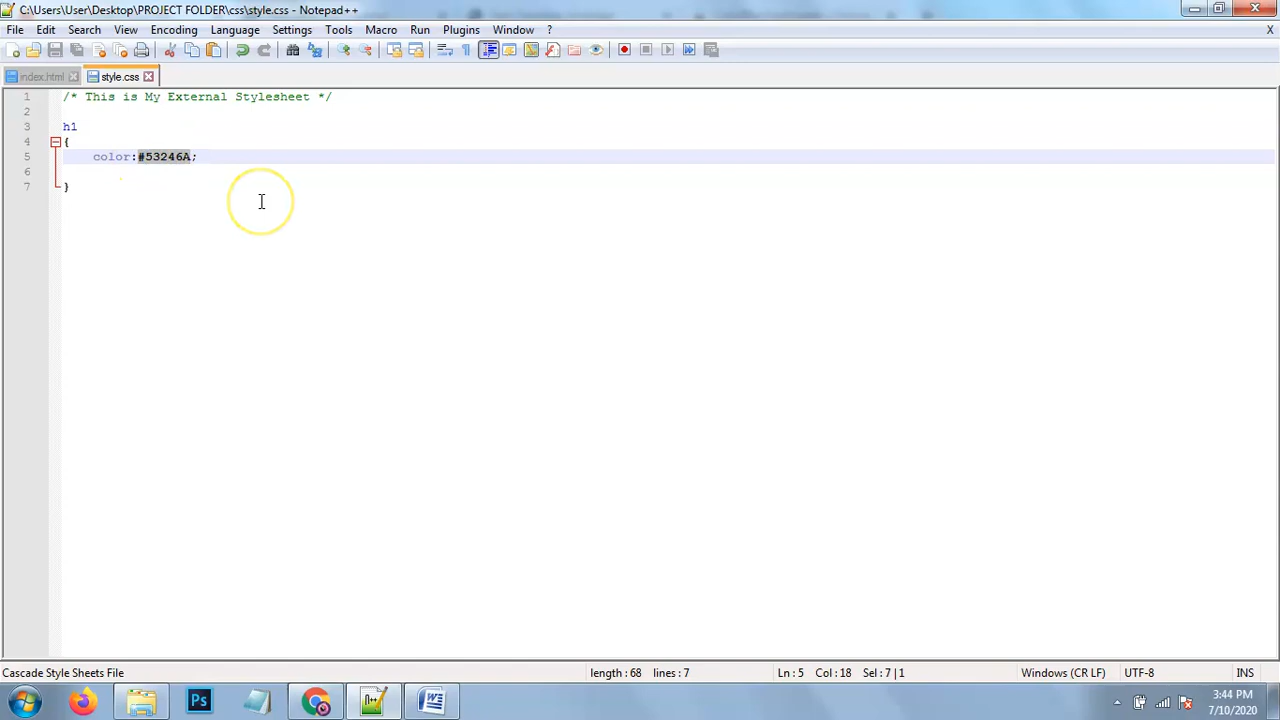 C:\Users\User\Desktop\PROJECT FOLDER\css\style.css - Notepad++
File Edit Search View Encoding Language Settings Tools Macro Run Plugins Window ? X
index.html style.css
1 /* This is My External Stylesheet */
2
3 h1
4 {
5 color:#53246A;
6
7 }
Cascade Style Sheets File length : 68 lines : 7 Ln : 5 Col : 18 Sel : 7 | 1 Windows (CR LF) UTF-8 INS
Ps W 3:44 PM
7/10/2020